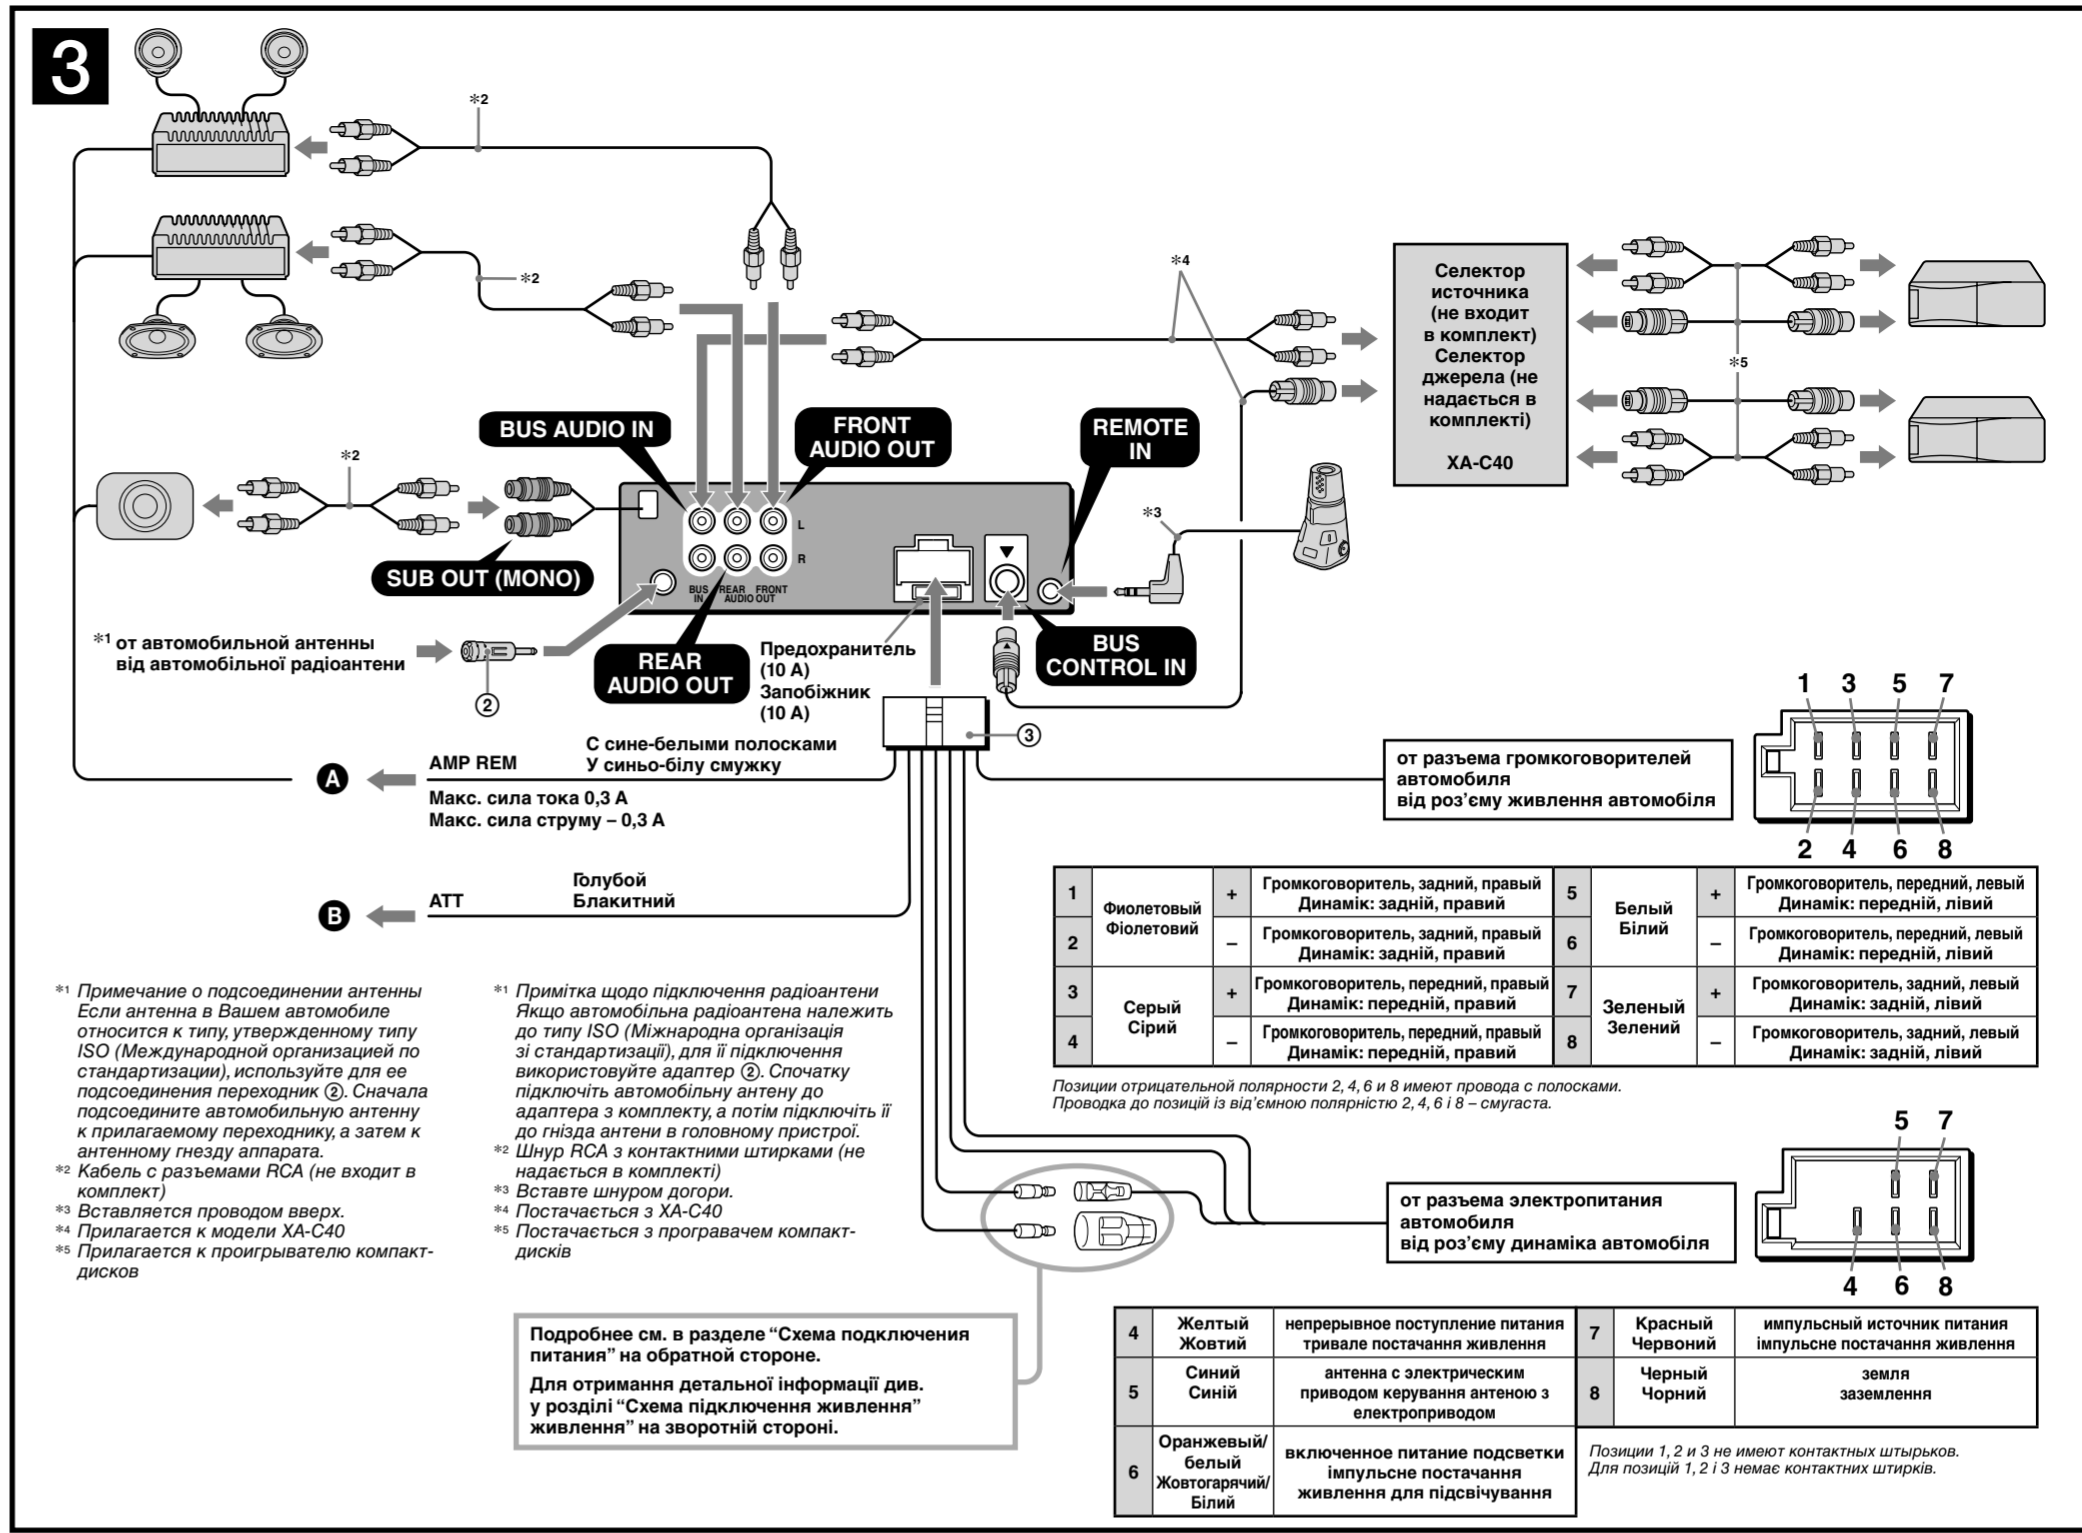 3
*2
*2
*4
Селектор
источника
(не входит
в комплект)
Селектор
джерела (не
надається в
комплекті)
XA-C40
*5
BUS AUDIO IN
FRONT
AUDIO OUT
REMOTE
IN
*2
*3
L
R
SUB OUT (MONO)
BUS
IN
REAR
FRONT
AUDIO OUT
*1 от автомобильной антенны
від автомобільної радіоантени
2
REAR
AUDIO OUT
Предохранитель
(10 A)
Запобіжник
(10 A)
BUS
CONTROL IN
3
A
AMP REM
С сине-белыми полосками
У синьо-білу смужку
Макс. сила тока 0,3 A
Макс. сила струму – 0,3 A
B
ATT
Голубой
Блакитний
от разъема громкоговорителей
автомобиля
від роз’єму живлення автомобіля
1 3 5 7
2 4 6 8
1
Фиолетовый
Фіолетовий
+
Громкоговоритель, задний, правый
Динамік: задній, правий
2
–
Громкоговоритель, задний, правый
Динамік: задній, правий
3
Серый
Сірий
+
Громкоговоритель, передний, правый
Динамік: передній, правий
4
–
Громкоговоритель, передний, правый
Динамік: передній, правий
5
Белый
Білий
+
Громкоговоритель, передний, левый
Динамік: передній, лівий
6
–
Громкоговоритель, передний, левый
Динамік: передній, лівий
7
Зеленый
Зелений
+
Громкоговоритель, задний, левый
Динамік: задній, лівий
8
–
Громкоговоритель, задний, левый
Динамік: задній, лівий
Позиции отрицательной полярности 2, 4, 6 и 8 имеют провода с полосками.
Проводка до позицій із від’ємною полярністю 2, 4, 6 і 8 – смугаста.
*1 Примечание о подсоединении антенны
Если антенна в Вашем автомобиле
относится к типу, утвержденному типу
ISO (Международной организацией по
стандартизации), используйте для ее
подсоединения переходник ②. Сначала
подсоедините автомобильную антенну
к прилагаемому переходнику, а затем к
антенному гнезду аппарата.
*2 Кабель с разъемами RCA (не входит в
комплект)
*3 Вставляется проводом вверх.
*4 Прилагается к модели XA-C40
*5 Прилагается к проигрывателю компакт-
дисков
*1 Примітка щодо підключення радіоантени
Якщо автомобільна радіоантена належить
до типу ISO (Міжнародна організація
зі стандартизації), для її підключення
використовуйте адаптер ②. Спочатку
підключіть автомобільну антену до
адаптера з комплекту, а потім підключіть її
до гнізда антени в головному пристрої.
*2 Шнур RCA з контактними штирками (не
надається в комплекті)
*3 Вставте шнуром догори.
*4 Постачається з XA-C40
*5 Постачається з програвачем компакт-
дисків
от разъема электропитания
автомобиля
від роз’єму динаміка автомобіля
5 7
4 6 8
Подробнее см. в разделе “Схема подключения
питания” на обратной стороне.
Для отримання детальної інформації див.
у розділі “Схема підключення живлення”
живлення” на зворотній стороні.
4
Желтый
Жовтий
непрерывное поступление питания
тривале постачання живлення
5
Синий
Синій
антенна с электрическим
приводом керування антеною з
електроприводом
6
Оранжевый/
белый
Жовтогарячий/
Білий
включенное питание подсветки
імпульсне постачання
живлення для підсвічування
7
Красный
Червоний
импульсный источник питания
імпульсне постачання живлення
8
Черный
Чорний
земля
заземлення
Позиции 1, 2 и 3 не имеют контактных штырьков.
Для позицій 1, 2 і 3 немає контактних штирків.